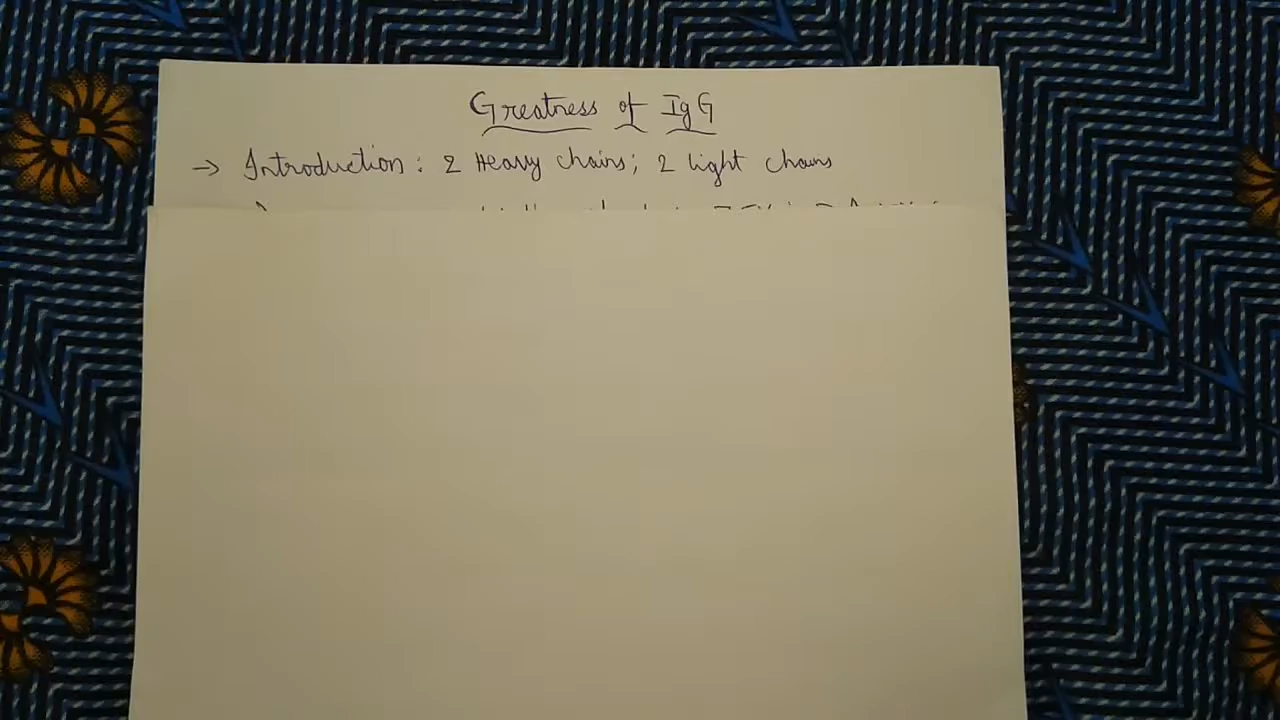 Greatness of IgG
→ Introduction: 2 Heavy chains; 2 light chains